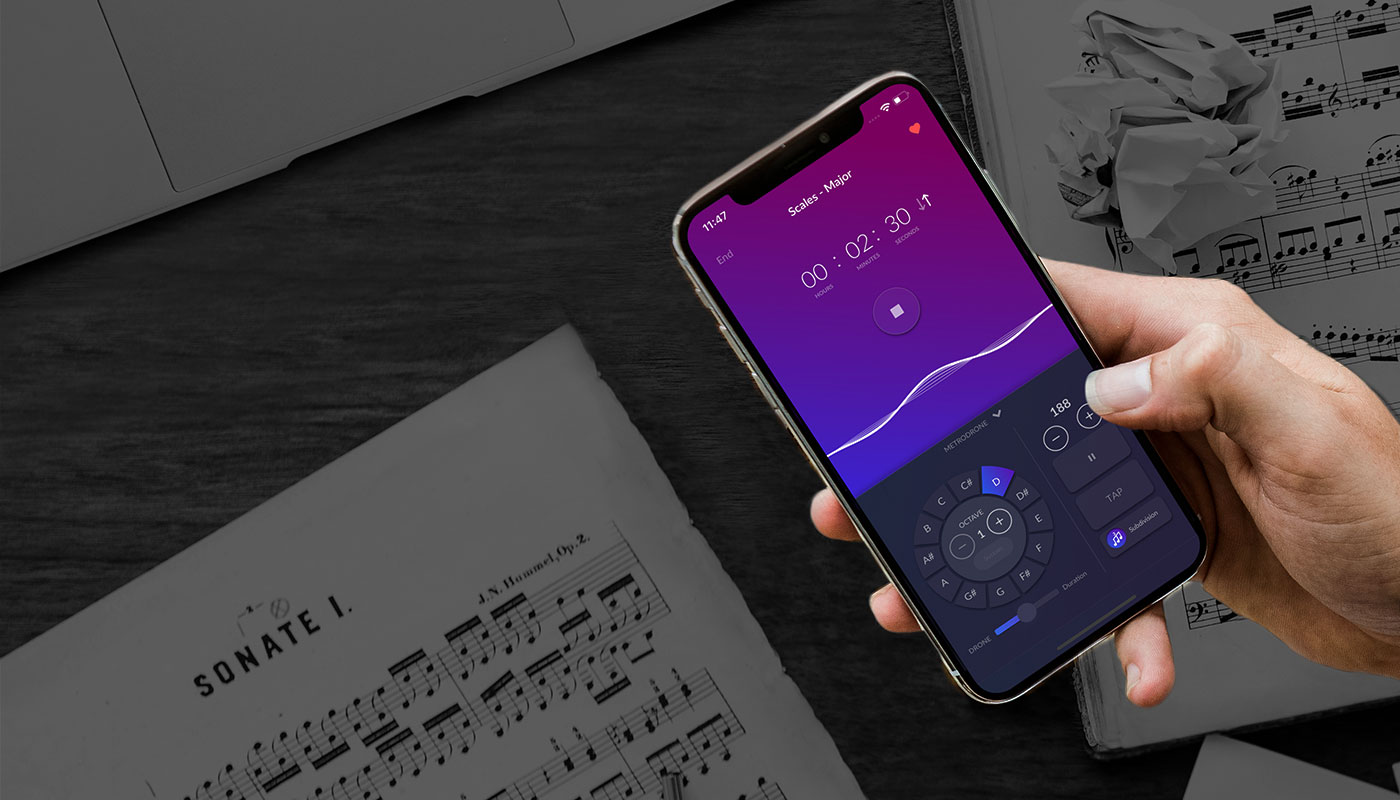 11:47
End
Scales - Major
00 : 02 : 30
HOURS MINUTES SECONDS
METRODRONE
188
TAP
Subdivision
C C# D D# E F F# G G# A A# B
OCTAVE
1
DRONE Duration
SONATE I.
J.N. Hummel, Op. 2.